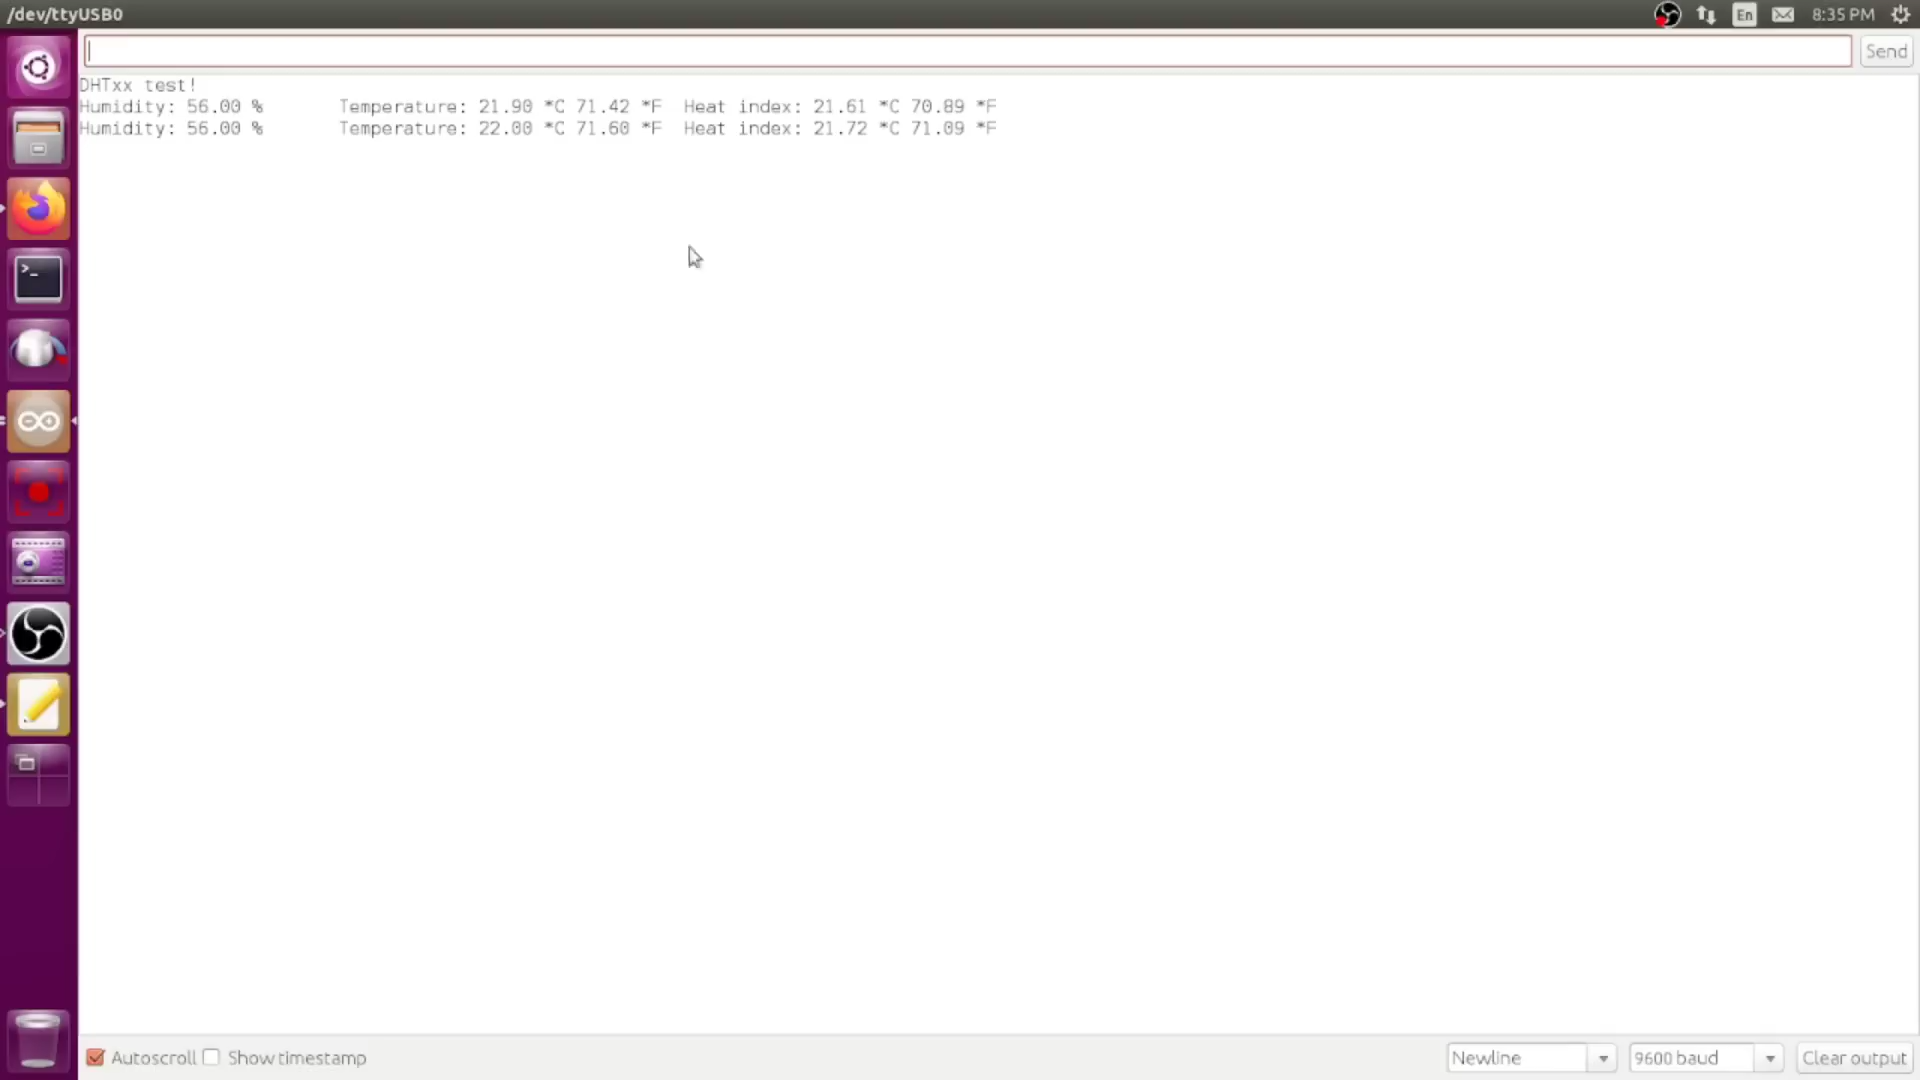 /dev/ttyUSB0
En
8:35 PM
Send
DHTxx test!
Humidity: 56.00 % Temperature: 21.90 *C 71.42 *F Heat index: 21.61 *C 70.89 *F
Humidity: 56.00 % Temperature: 22.00 *C 71.60 *F Heat index: 21.72 *C 71.09 *F
Autoscroll Show timestamp
Newline
9600 baud
Clear output